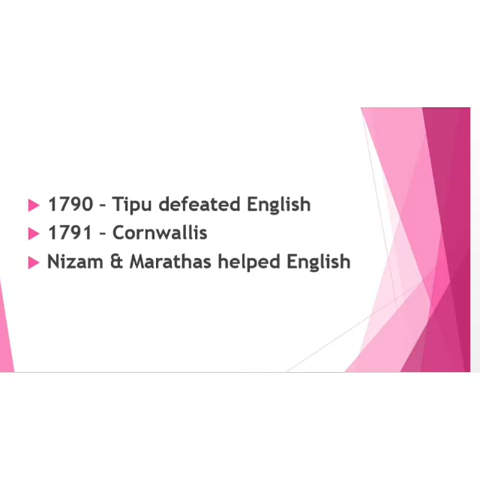 1790 – Tipu defeated English
1791 – Cornwallis
Nizam & Marathas helped English